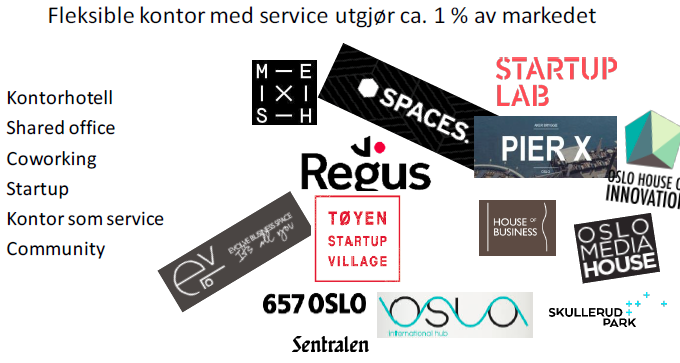 Fleksible kontor med service utgjør ca. 1 % av markedet
Kontorhotell
Shared office
Coworking
Startup
Kontor som service
Community
M E
I X I
S H
SPACES.
STARTUP
LAB
PIER X
OSLO
OSLO HOUSE O
INNOVATION
Regus
evo
EVOLVE BUSINESS SPACE
It's all you
TØYEN
STARTUP
VILLAGE
HOUSE OF
BUSINESS
OSLO
MEDIA
HOUSE
657 OSLO
OSLO
international hub
SKULLERUD
PARK
Sentralen